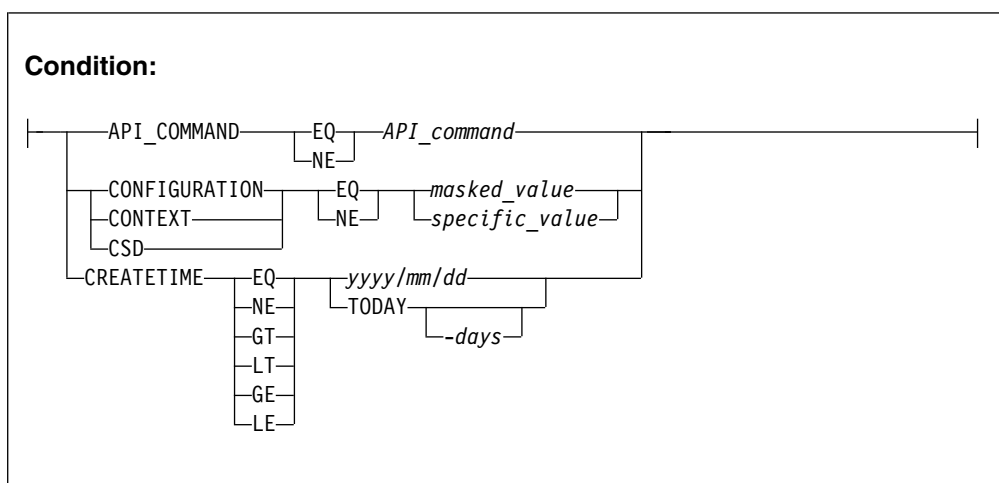 Condition:
API_COMMAND EQ API_command
NE
CONFIGURATION EQ masked_value
CONTEXT NE specific_value
CSD
CREATETIME EQ yyyy/mm/dd
NE TODAY
GT -days
LT
GE
LE